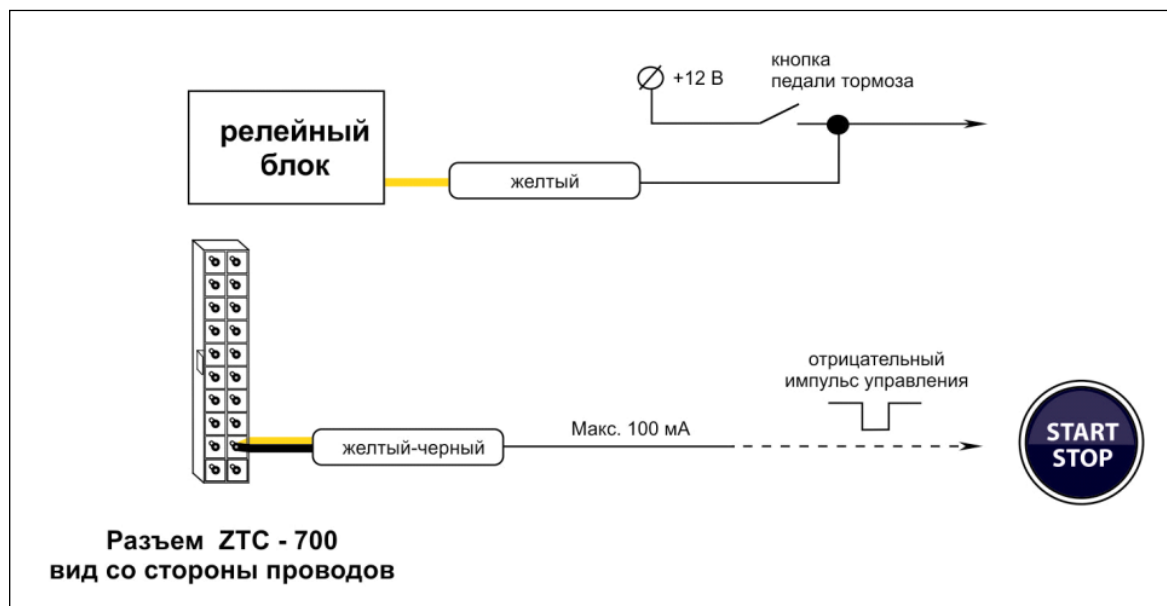 кнопка
педали тормоза
+12 В
релейный
блок
желтый
отрицательный
импульс управления
Макс. 100 мА
желтый-черный
START
STOP
Разъем ZTC - 700
вид со стороны проводов